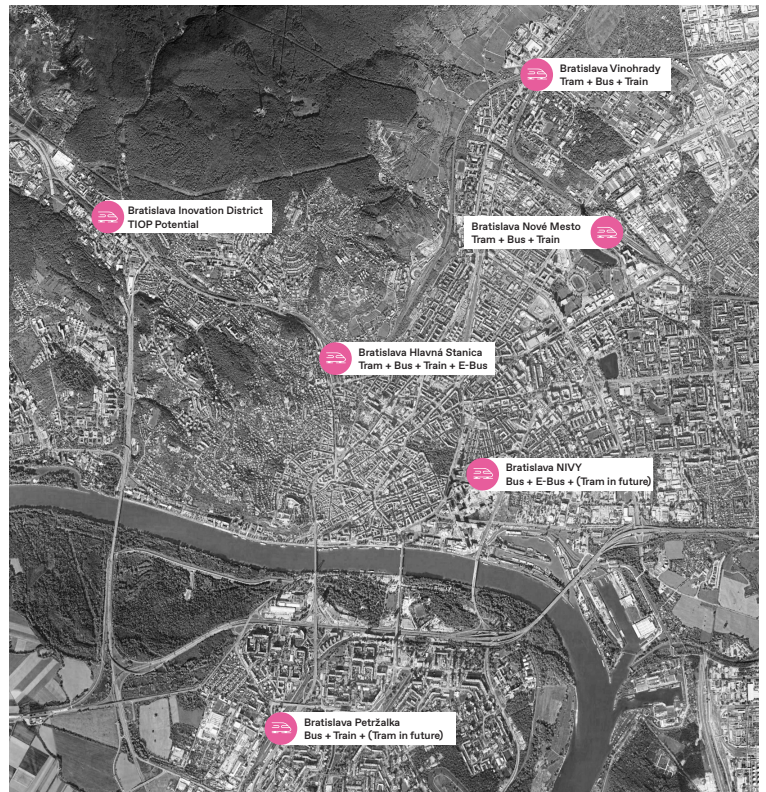 Bratislava Vinohrady
Tram + Bus + Train
Bratislava Inovation District
TIOP Potential
Bratislava Nové Mesto
Tram + Bus + Train
Bratislava Hlavná Stanica
Tram + Bus + Train + E-Bus
Bratislava NIVY
Bus + E-Bus + (Tram in future)
Bratislava Petržalka
Bus + Train + (Tram in future)